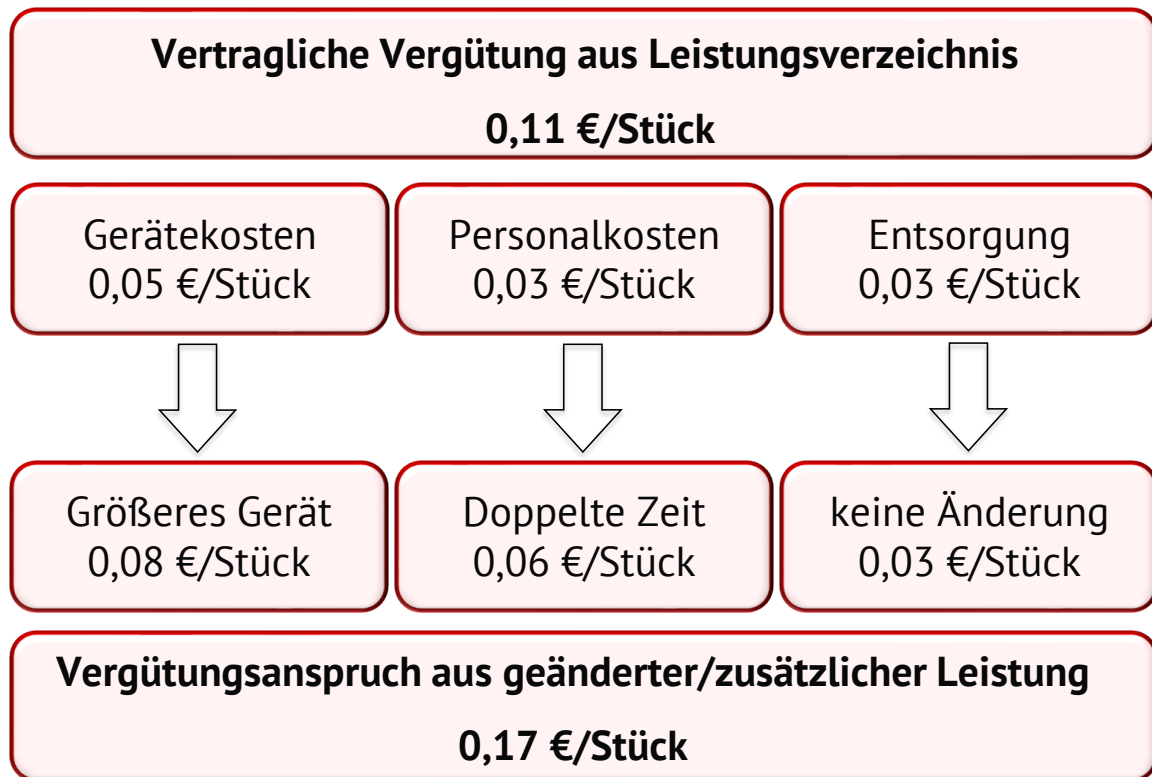 Vertragliche Vergütung aus Leistungsverzeichnis
0,11 €/Stück
Gerätekosten
0,05 €/Stück
Personalkosten
0,03 €/Stück
Entsorgung
0,03 €/Stück
Größeres Gerät
0,08 €/Stück
Doppelte Zeit
0,06 €/Stück
keine Änderung
0,03 €/Stück
Vergütungsanspruch aus geänderter/zusätzlicher Leistung
0,17 €/Stück